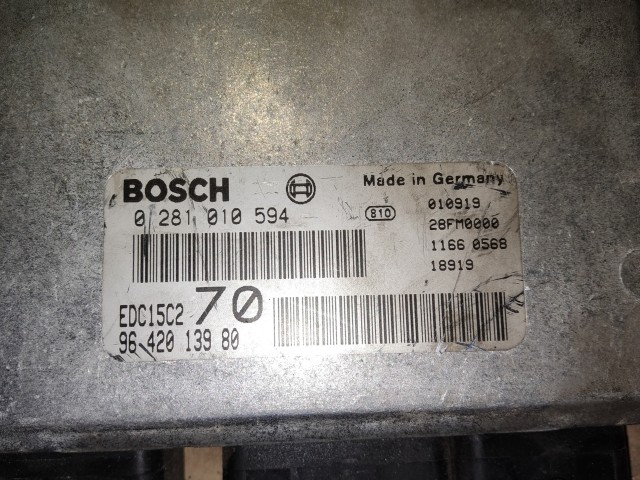 BOSCH Made in Germany
0 281 010 594 810 010919
28FM0000
1166 0568
18919
EDC15C2 70
96 420 139 80